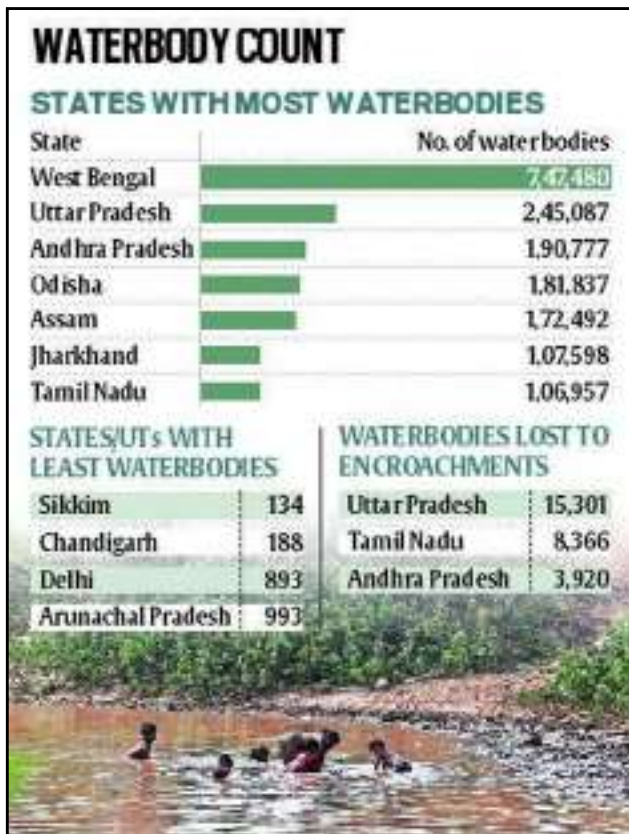 WATERBODY COUNT
STATES WITH MOST WATERBODIES
State No. of waterbodies
West Bengal 7,47,480
Uttar Pradesh 2,45,087
Andhra Pradesh 1,90,777
Odisha 1,81,837
Assam 1,72,492
Jharkhand 1,07,598
Tamil Nadu 1,06,957
STATES/UTs WITH
LEAST WATERBODIES
Sikkim 134
Chandigarh 188
Delhi 893
Arunachal Pradesh 993
WATERBODIES LOST TO
ENCROACHMENTS
Uttar Pradesh 15,301
Tamil Nadu 8,366
Andhra Pradesh 3,920